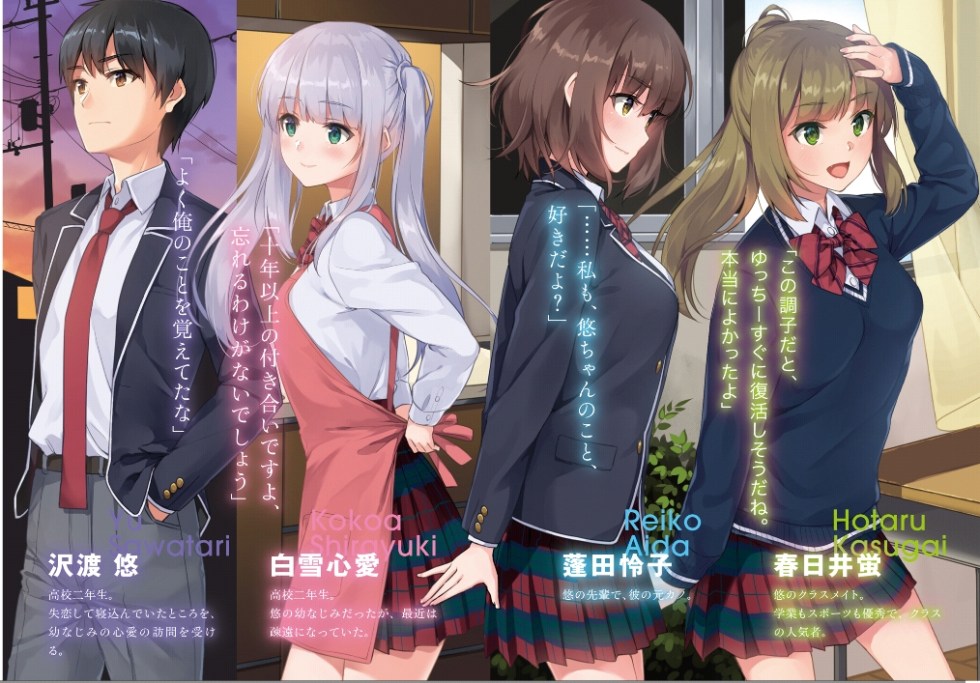 「よく俺のことを覚えてたな」
Yu
Sawatari
沢渡 悠
高校二年生。
失恋して寝込んでいたところを、
幼なじみの心愛の訪問を受け
る。
「十年以上の付き合いですよ、
忘れるわけがないでしょう」
Kokoa
Shirayuki
白雪心愛
高校二年生。
悠の幼なじみだったが、最近は
疎遠になっていた。
「……私も、悠ちゃんのこと、
好きだよ?」
Reiko
Aida
蓬田怜子
悠の先輩で、彼の元カノ。
「この調子だと、
ゆっちーすぐに復活しそうだね。
本当によかったよ」
Hotaru
Kasugai
春日井蛍
悠のクラスメイト。
学業もスポーツも優秀で、クラス
の人気者。